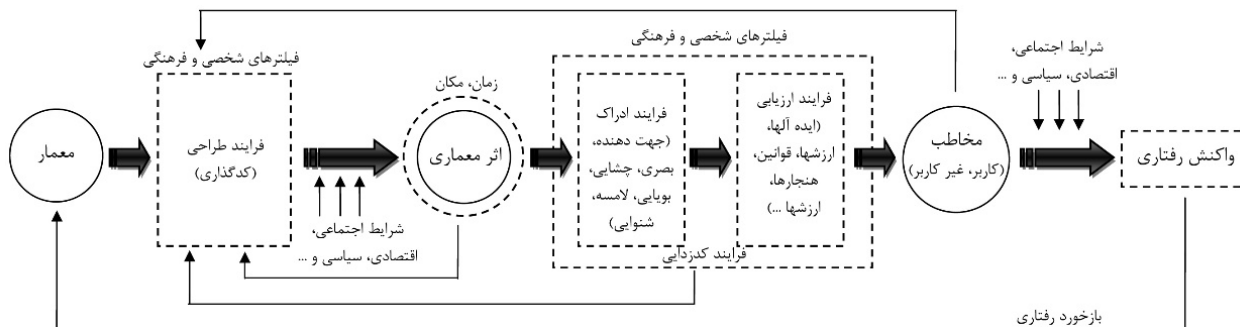 معمار
فیلترهای شخصی و فرهنگی
فرایند طراحی
(کدگذاری)
شرایط اجتماعی،
اقتصادی، سیاسی و ...
زمان، مکان
اثر معماری
فیلترهای شخصی و فرهنگی
فرایند ادراک
(جهت دهنده،
بصری، چشایی،
بویایی، لامسه،
شنوایی)
فرایند ارزیابی
(ایده آلها،
ارزشها، قوانین،
هنجارها،
ارزشها ...)
فرایند کدزدایی
مخاطب
(کاربر، غیر کاربر)
شرایط اجتماعی،
اقتصادی، سیاسی و ...
واکنش رفتاری
بازخورد رفتاری